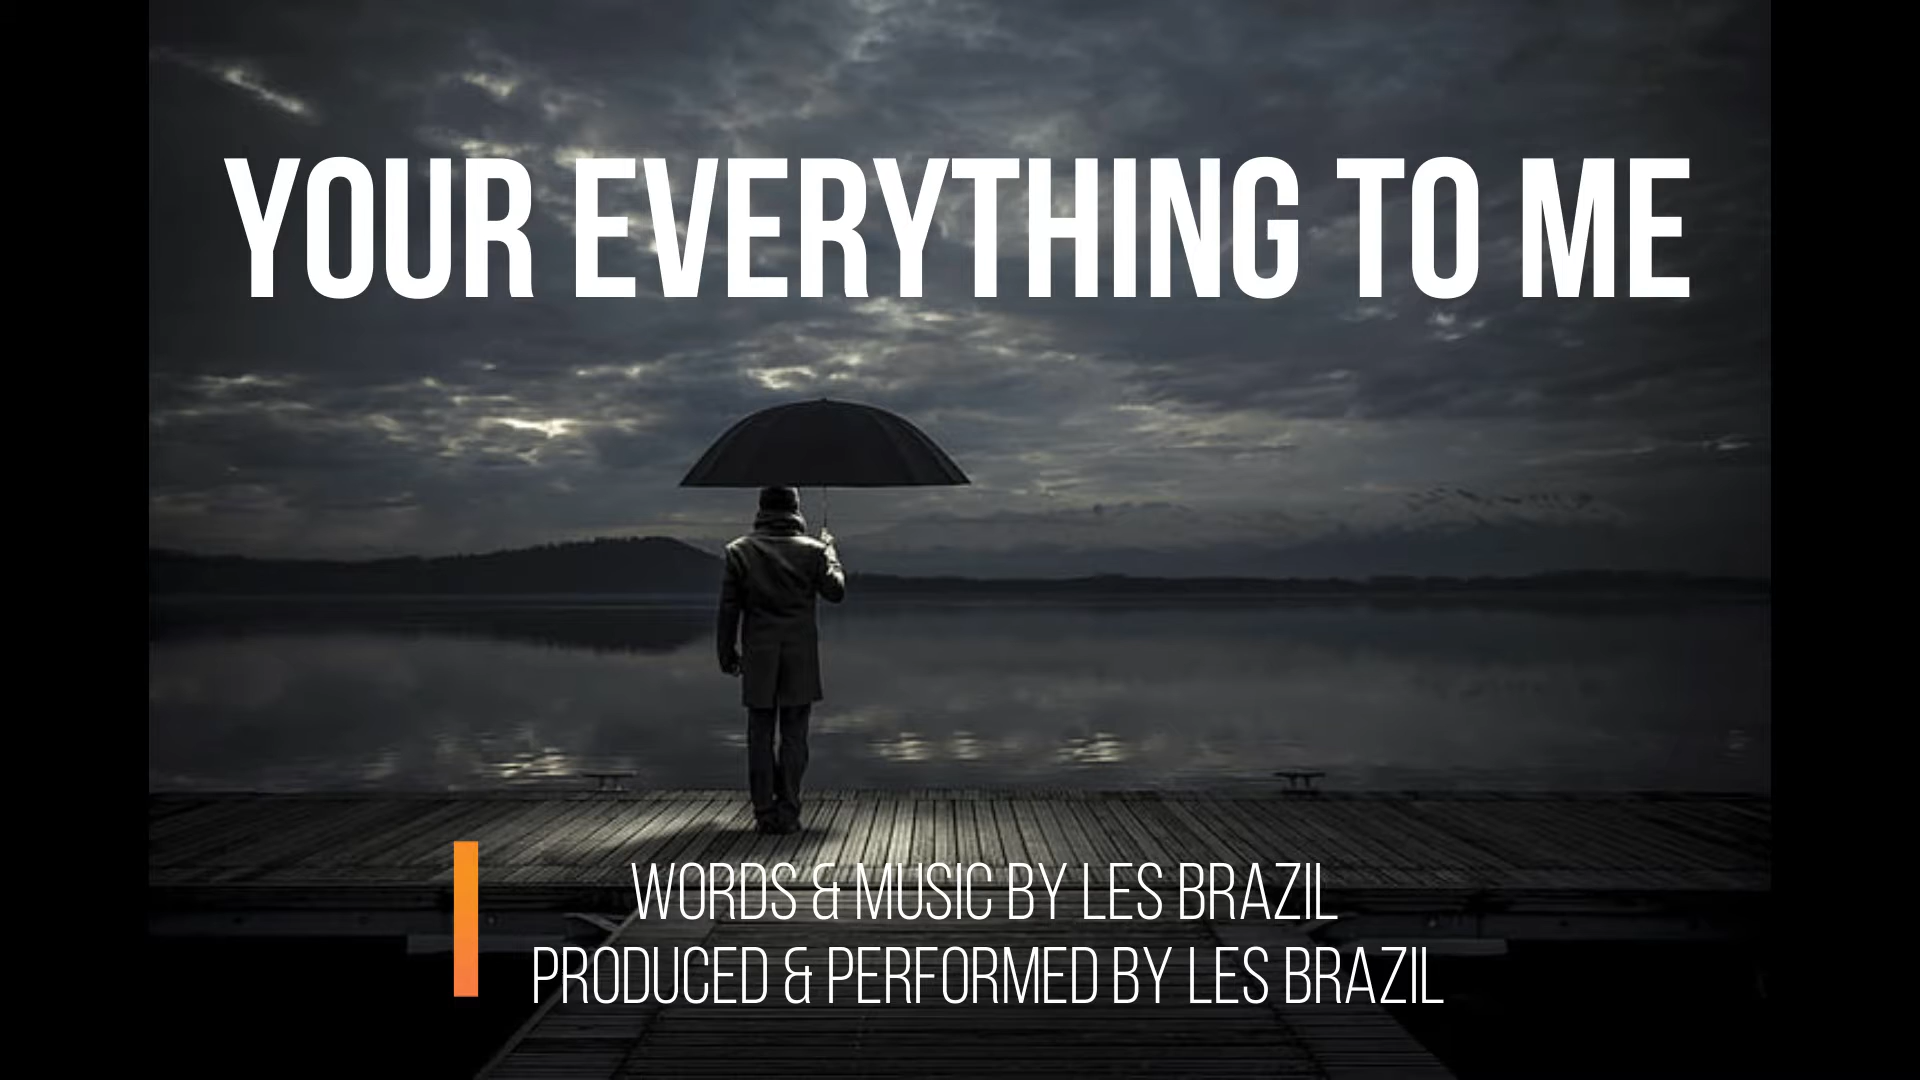 YOUR EVERYTHING TO ME
WORDS & MUSIC BY LES BRAZIL
PRODUCED & PERFORMED BY LES BRAZIL